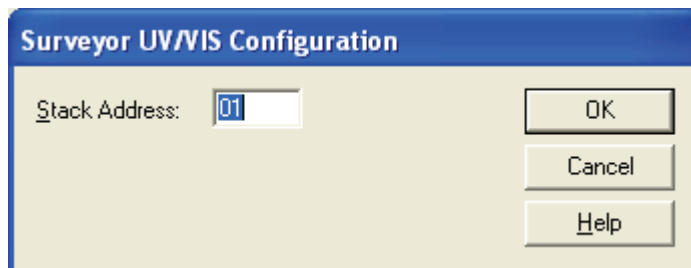 Surveyor UV/VIS Configuration
Stack Address: 01
OK
Cancel
Help